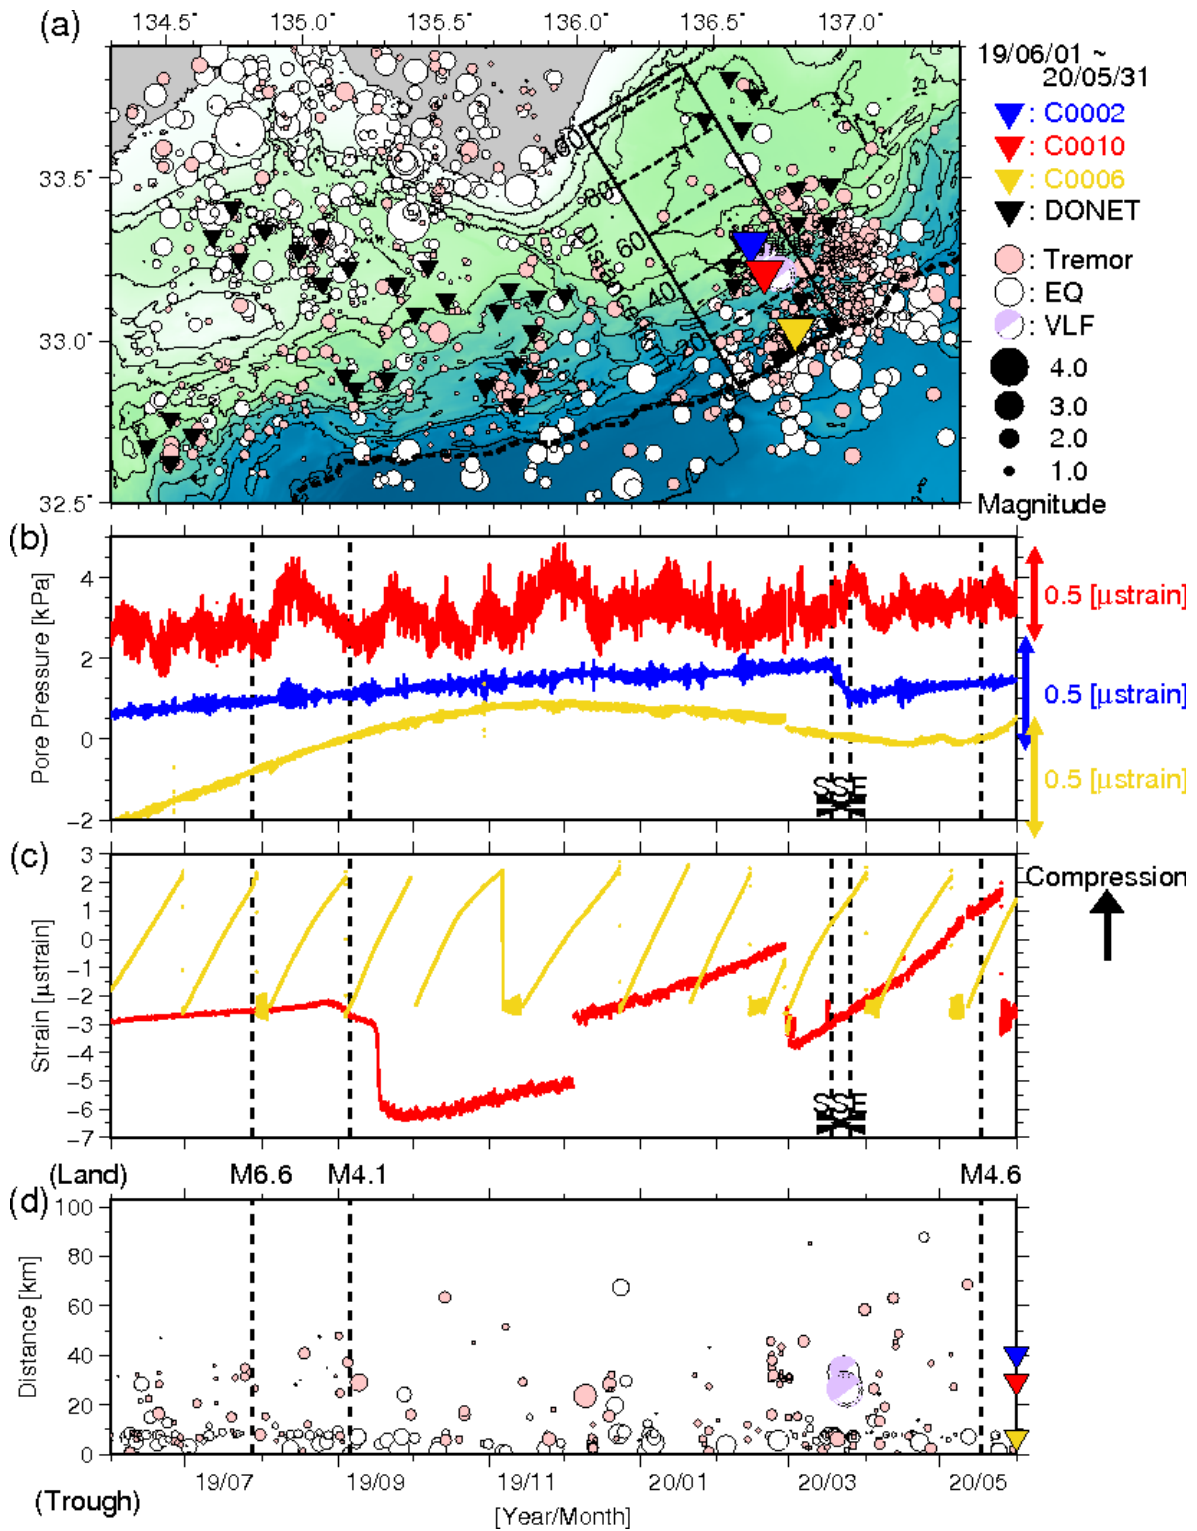 (a)
134.5° 135.0° 135.5° 136.0° 136.5° 137.0°
33.5°
33.0°
32.5°
80
60
40
20
19/06/01 ~
20/05/31
: C0002
: C0010
: C0006
: DONET
: Tremor
: EQ
: VLF
4.0
3.0
2.0
1.0
Magnitude
(b)
Pore Pressure [kPa]
4
2
0
−2
SSE
0.5 [μstrain]
0.5 [μstrain]
0.5 [μstrain]
(c)
Strain [μstrain]
3
2
1
0
−1
−2
−3
−4
−5
−6
−7
SSE
Compression
(Land)
M6.6
M4.1
M4.6
(d)
Distance [km]
100
80
60
40
20
0
(Trough)
19/07 19/09 19/11 20/01 20/03 20/05
[Year/Month]